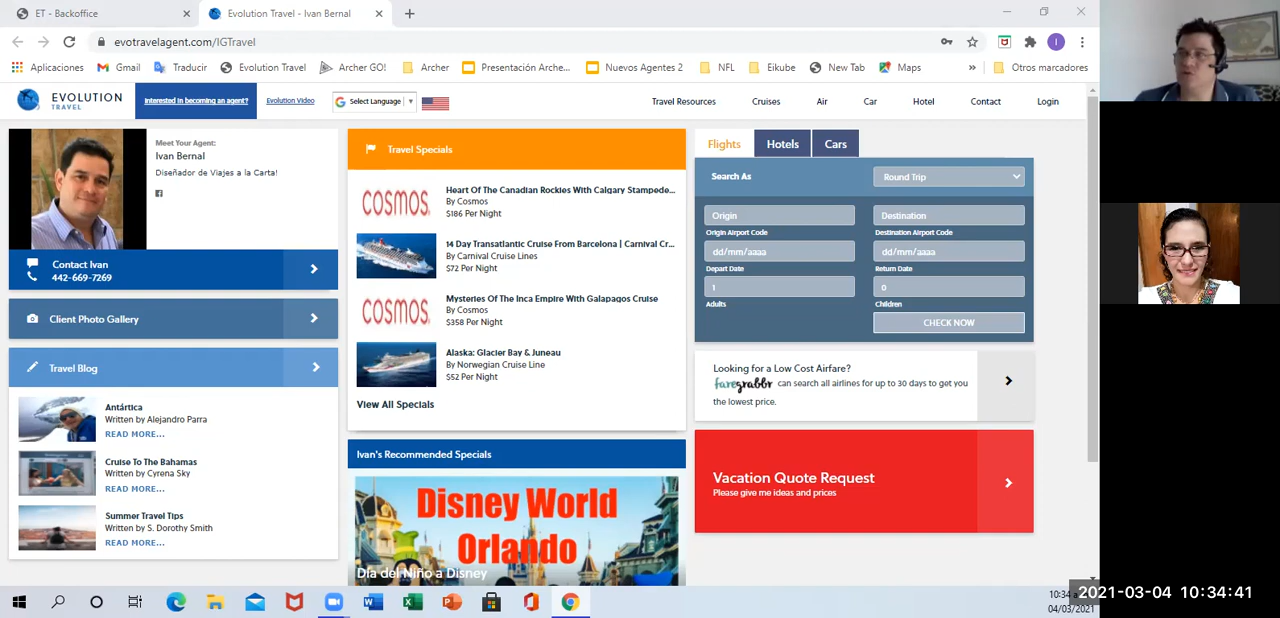 ET - Backoffice
Evolution Travel - Ivan Bernal
evotravelagent.com/IGTravel
I
Aplicaciones
Gmail
Traducir
Evolution Travel
Archer GO!
Archer
Presentación Arche...
Nuevos Agentes 2
NFL
Eikube
New Tab
Maps
»
Otros marcadores
EVOLUTION
TRAVEL
Interested in becoming an agent?
Evolution Video
Select Language
Travel Resources
Cruises
Air
Car
Hotel
Contact
Login
Meet Your Agent:
Ivan Bernal
Diseñador de Viajes a la Carta!
Contact Ivan
442-669-7269
Client Photo Gallery
Travel Blog
Antártica
Written by Alejandro Parra
READ MORE...
Cruise To The Bahamas
Written by Cyrena Sky
READ MORE...
Summer Travel Tips
Written by S. Dorothy Smith
READ MORE...
Travel Specials
COSMOS.
Heart Of The Canadian Rockies With Calgary Stampede...
By Cosmos
$186 Per Night
14 Day Transatlantic Cruise From Barcelona | Carnival Cr...
By Carnival Cruise Lines
$72 Per Night
COSMOS.
Mysteries Of The Inca Empire With Galapagos Cruise
By Cosmos
$358 Per Night
Alaska: Glacier Bay & Juneau
By Norwegian Cruise Line
$52 Per Night
View All Specials
Ivan's Recommended Specials
Disney World
Orlando
Día del Niño a Disney
Flights
Hotels
Cars
Search As
Round Trip
Origin
Destination
Origin Airport Code
Destination Airport Code
dd/mm/aaaa
dd/mm/aaaa
Depart Date
Return Date
1
0
Adults
Children
CHECK NOW
Looking for a Low Cost Airfare?
faregrabbr can search all airlines for up to 30 days to get you
the lowest price.
Vacation Quote Request
Please give me ideas and prices
10:34 a
04/03/2021
2021-03-04 10:34:41